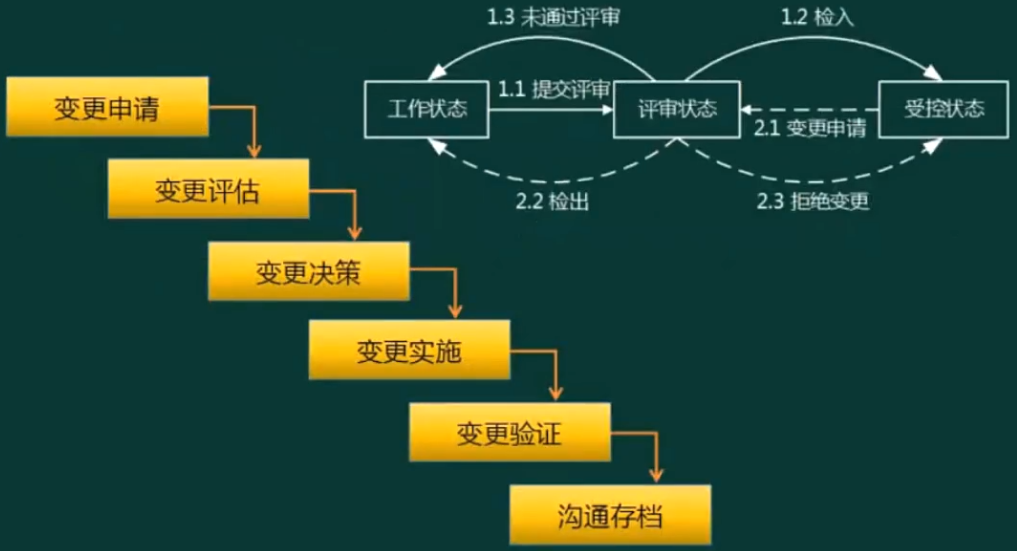 1.3 未通过评审
1.2 检入
变更申请
工作状态
1.1 提交评审
评审状态
受控状态
2.1 变更申请
2.2 检出
2.3 拒绝变更
变更评估
变更决策
变更实施
变更验证
沟通存档